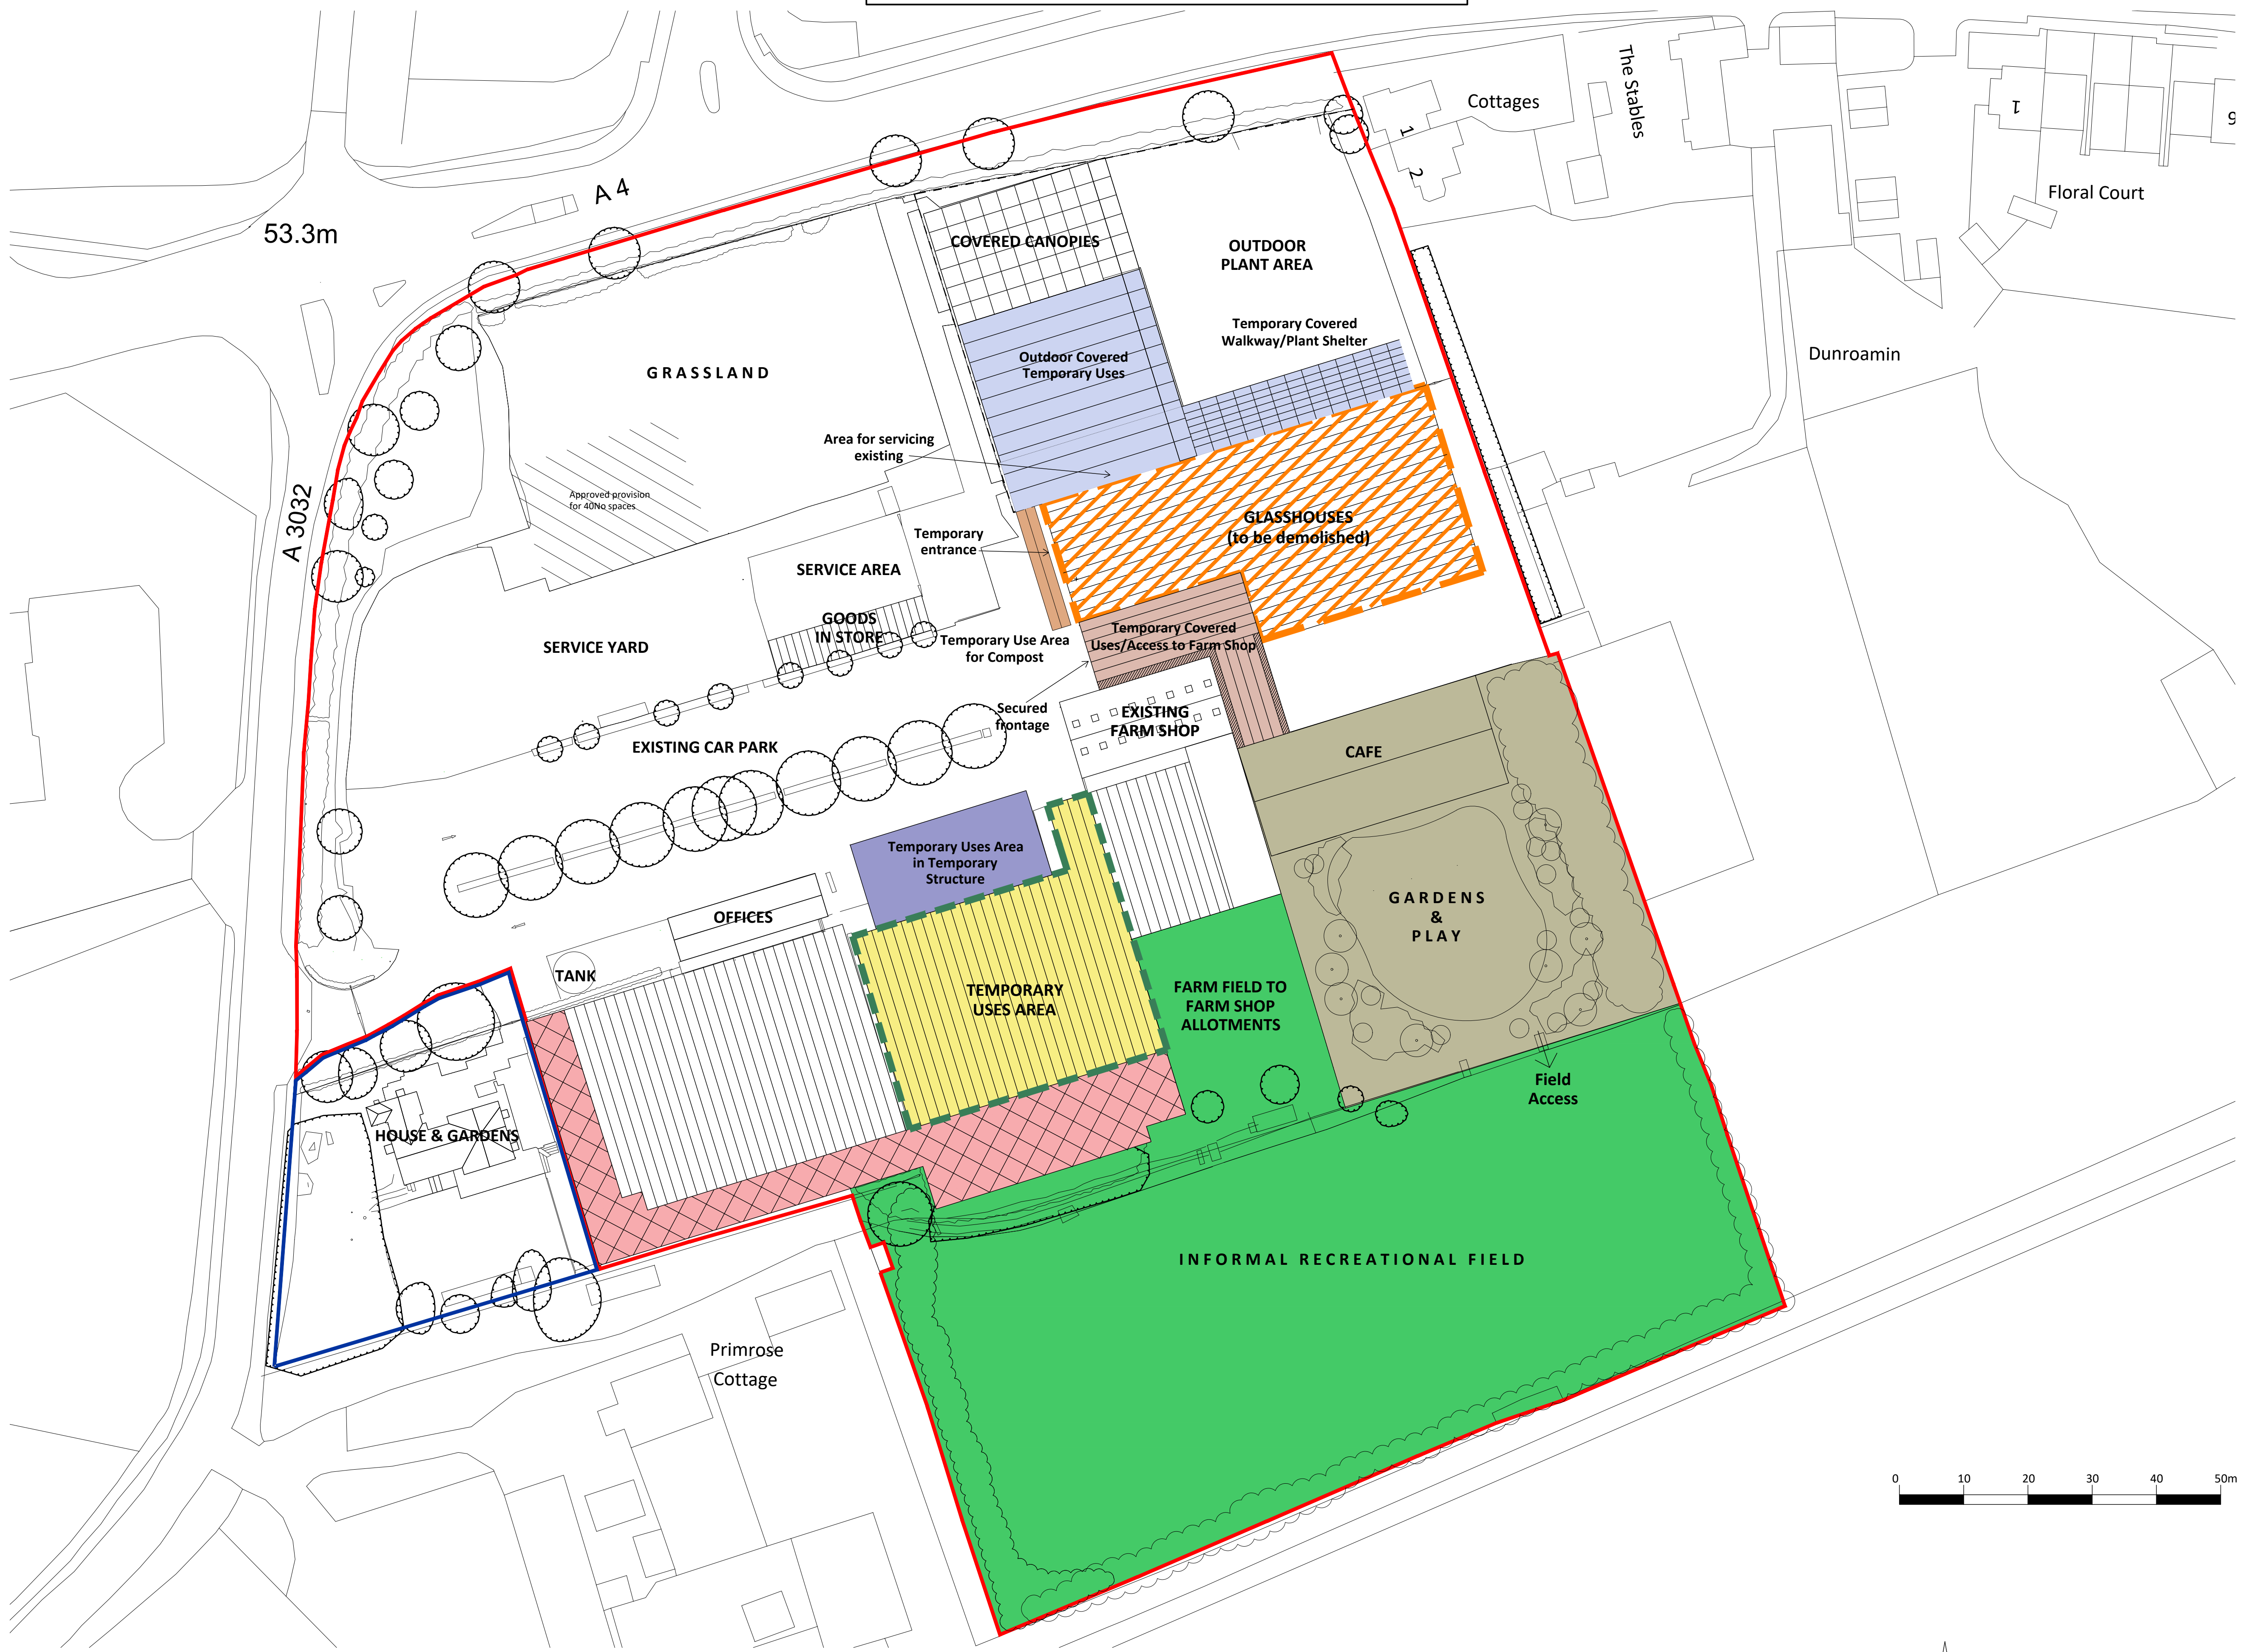 The Stables
Cottages
1
2
1
9
Floral Court
Dunroamin
A 4
53.3m
A 3032
COVERED CANOPIES
OUTDOOR
PLANT AREA
Temporary Covered
Walkway/Plant Shelter
Outdoor Covered
Temporary Uses
GRASSLAND
Area for servicing
existing
Approved provision
for 40No spaces
GLASSHOUSES
(to be demolished)
Temporary
entrance
SERVICE AREA
GOODS
IN STORE
SERVICE YARD
Temporary Use Area
for Compost
Temporary Covered
Uses/Access to Farm Shop
Secured
frontage
EXISTING
FARM SHOP
EXISTING CAR PARK
CAFE
Temporary Uses Area
in Temporary
Structure
OFFICES
GARDENS
&
PLAY
TANK
TEMPORARY
USES AREA
FARM FIELD TO
FARM SHOP
ALLOTMENTS
Field
Access
HOUSE & GARDENS
INFORMAL RECREATIONAL FIELD
Primrose
Cottage
0 10 20 30 40 50m